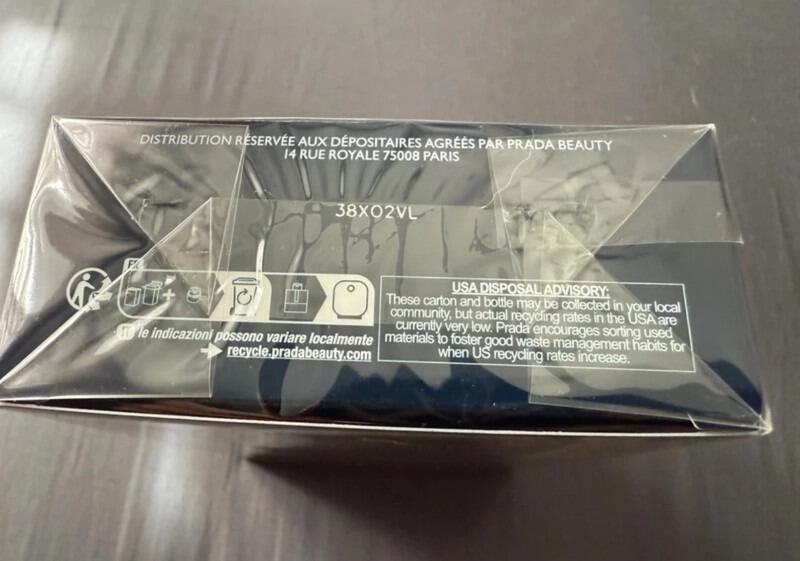 DISTRIBUTION RÉSERVÉE AUX DÉPOSITAIRES AGRÉÉS PAR PRADA BEAUTY
14 RUE ROYALE 75008 PARIS
38X02VL
FR
IT le indicazioni possono variare localmente
recycle.pradabeauty.com
USA DISPOSAL ADVISORY:
These carton and bottle may be collected in your local
community, but actual recycling rates in the USA are
currently very low. Prada encourages sorting used
materials to foster good waste management habits for
when US recycling rates increase.